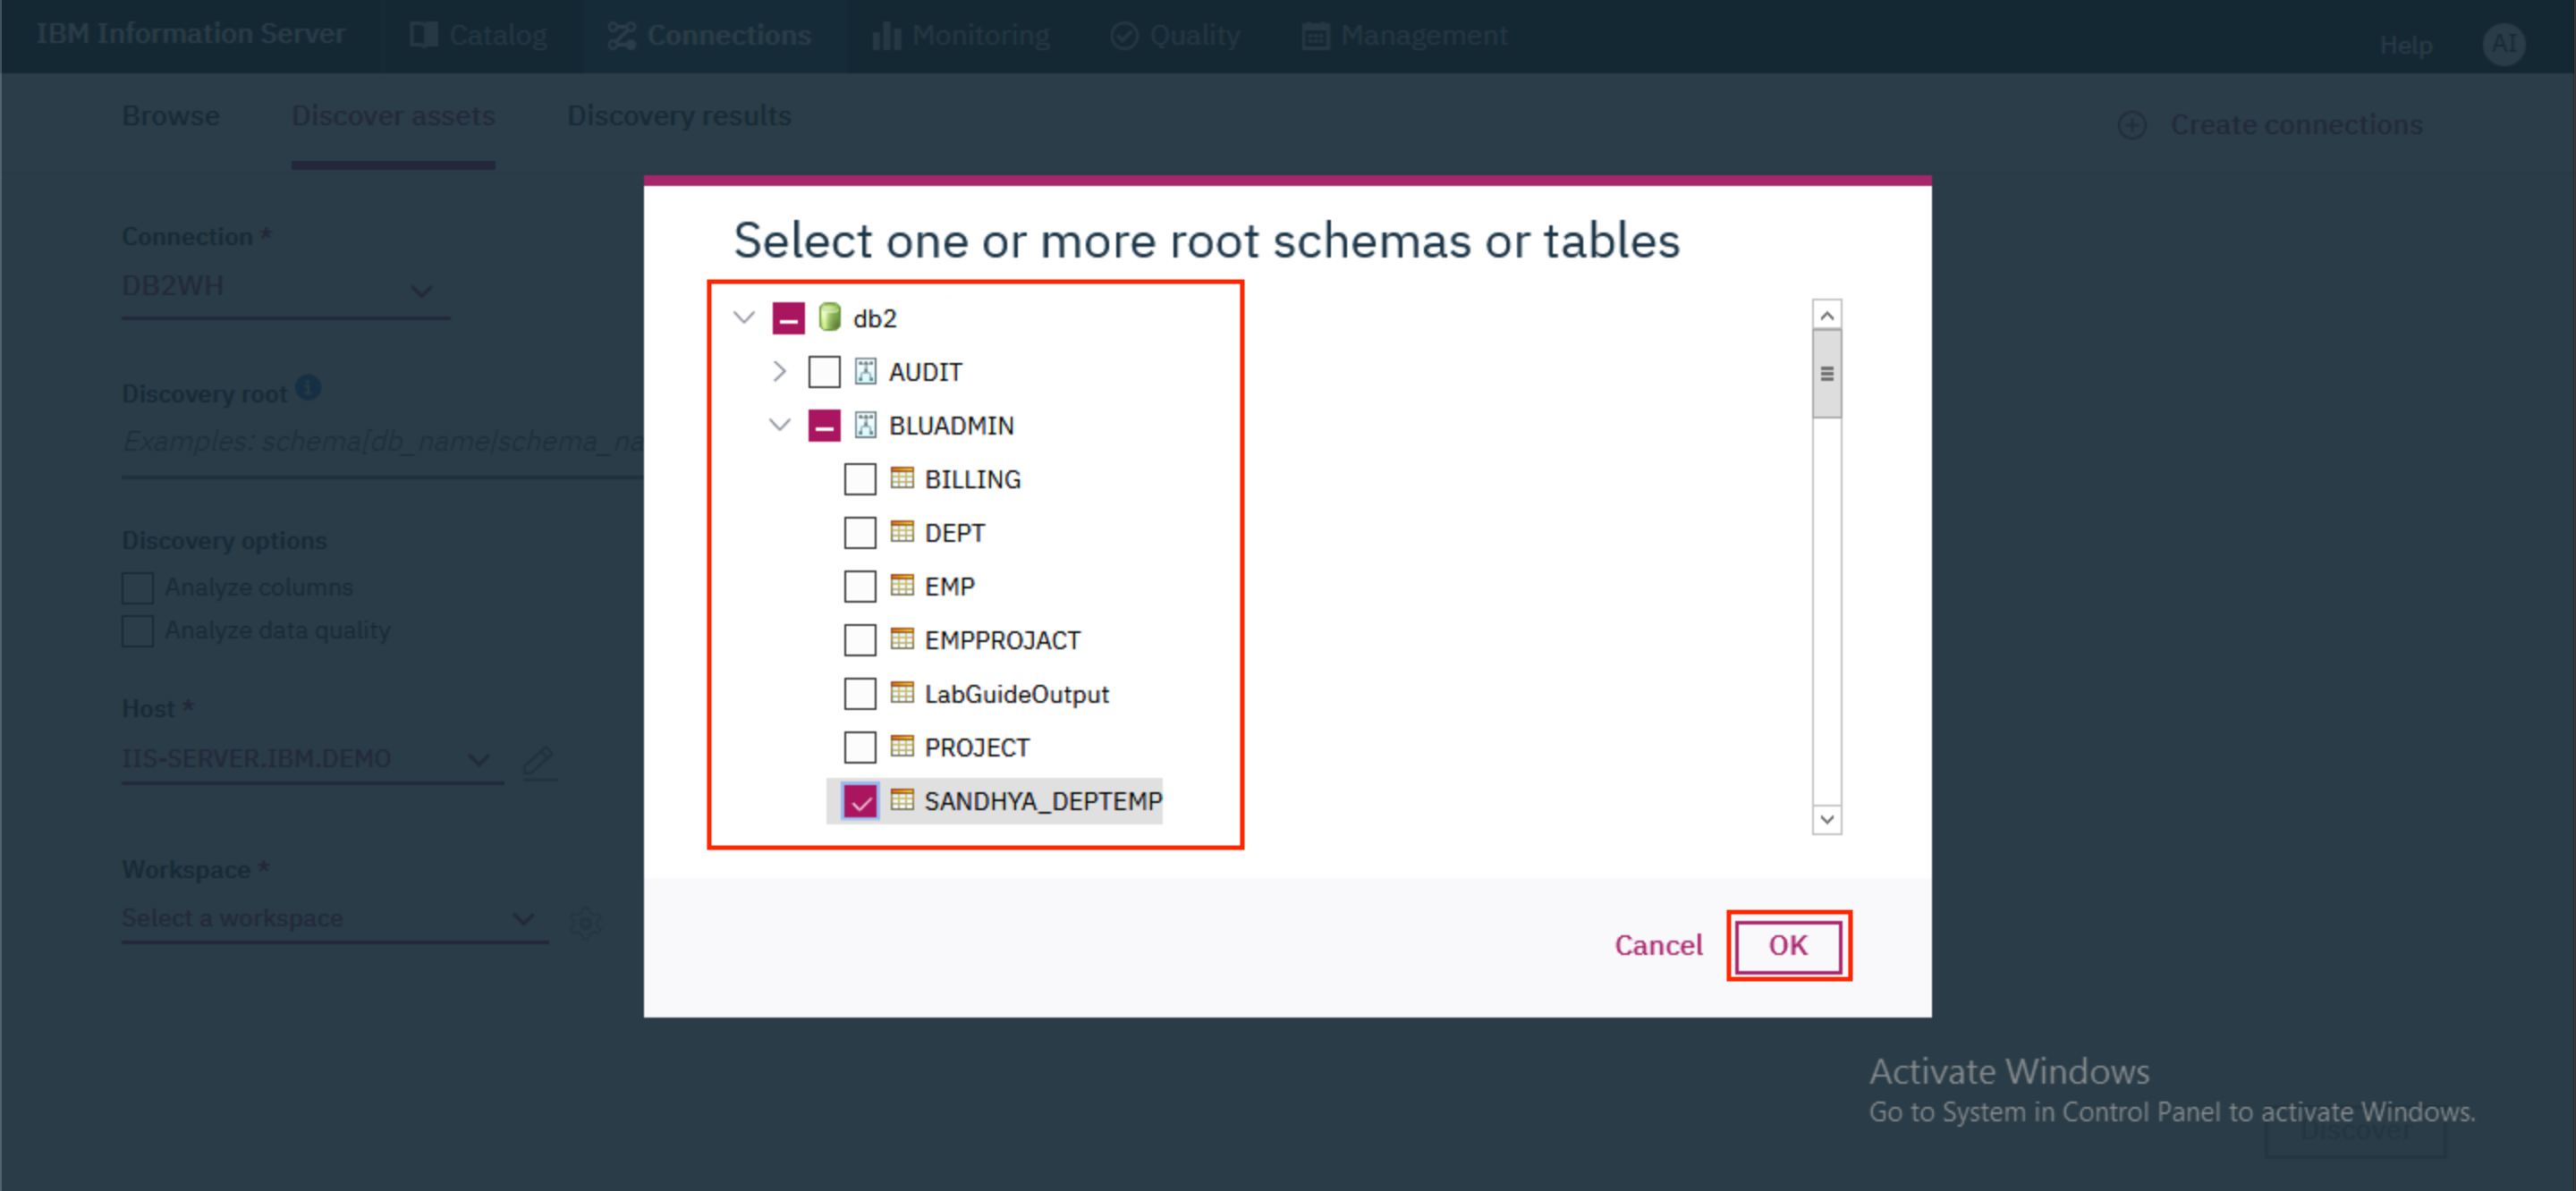 IBM Information Server Catalog Connections Monitoring Quality Management Help AI
Browse Discover assets Discovery results Create connections
Connection *
DB2WH
Discovery root
Examples: schema[db_name|schema_na
Discovery options
Analyze columns
Analyze data quality
Host *
IIS-SERVER.IBM.DEMO
Workspace *
Select a workspace
Select one or more root schemas or tables
db2
AUDIT
BLUADMIN
BILLING
DEPT
EMP
EMPPROJACT
LabGuideOutput
PROJECT
SANDHYA_DEPTEMP
Cancel OK
Activate Windows
Go to System in Control Panel to activate Windows.
Discover